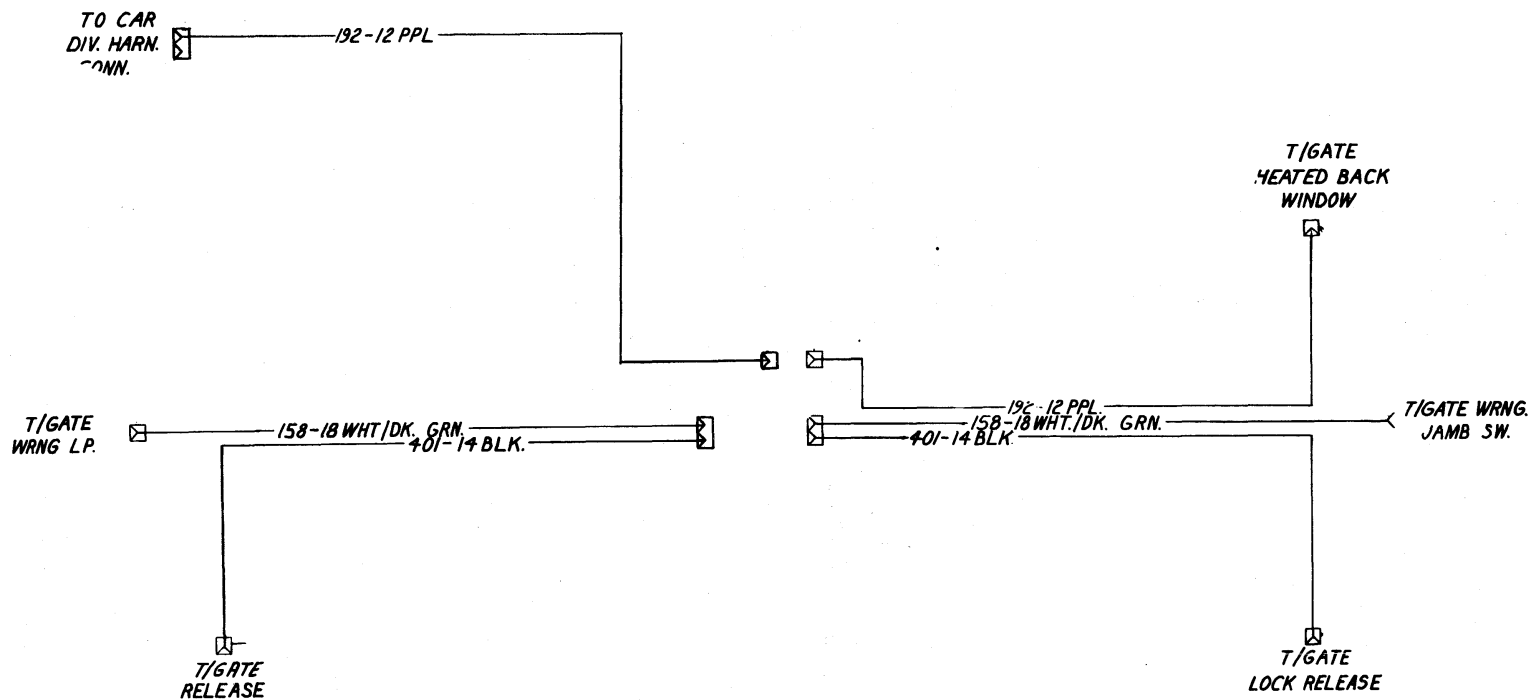 TO CAR
DIV. HARN.
CONN.
192-12 PPL
T/GATE
HEATED BACK
WINDOW
192-12 PPL.
158-18 WHT./DK. GRN.
401-14 BLK.
T/GATE WRNG.
JAMB SW.
T/GATE
WRNG LP.
158-18 WHT/DK. GRN.
401-14 BLK.
T/GATE
RELEASE
T/GATE
LOCK RELEASE